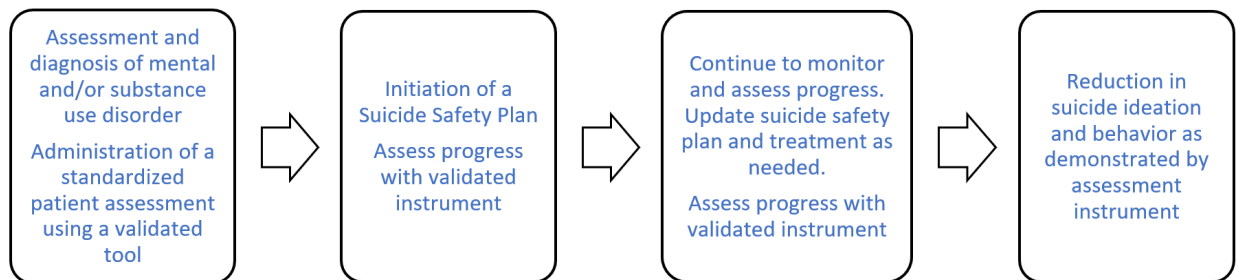 Assessment and
diagnosis of mental
and/or substance
use disorder
Administration of a
standardized
patient assessment
using a validated
tool
Initiation of a
Suicide Safety Plan
Assess progress
with validated
instrument
Continue to monitor
and assess progress.
Update suicide safety
plan and treatment as
needed.
Assess progress with
validated instrument
Reduction in
suicide ideation
and behavior as
demonstrated by
assessment
instrument